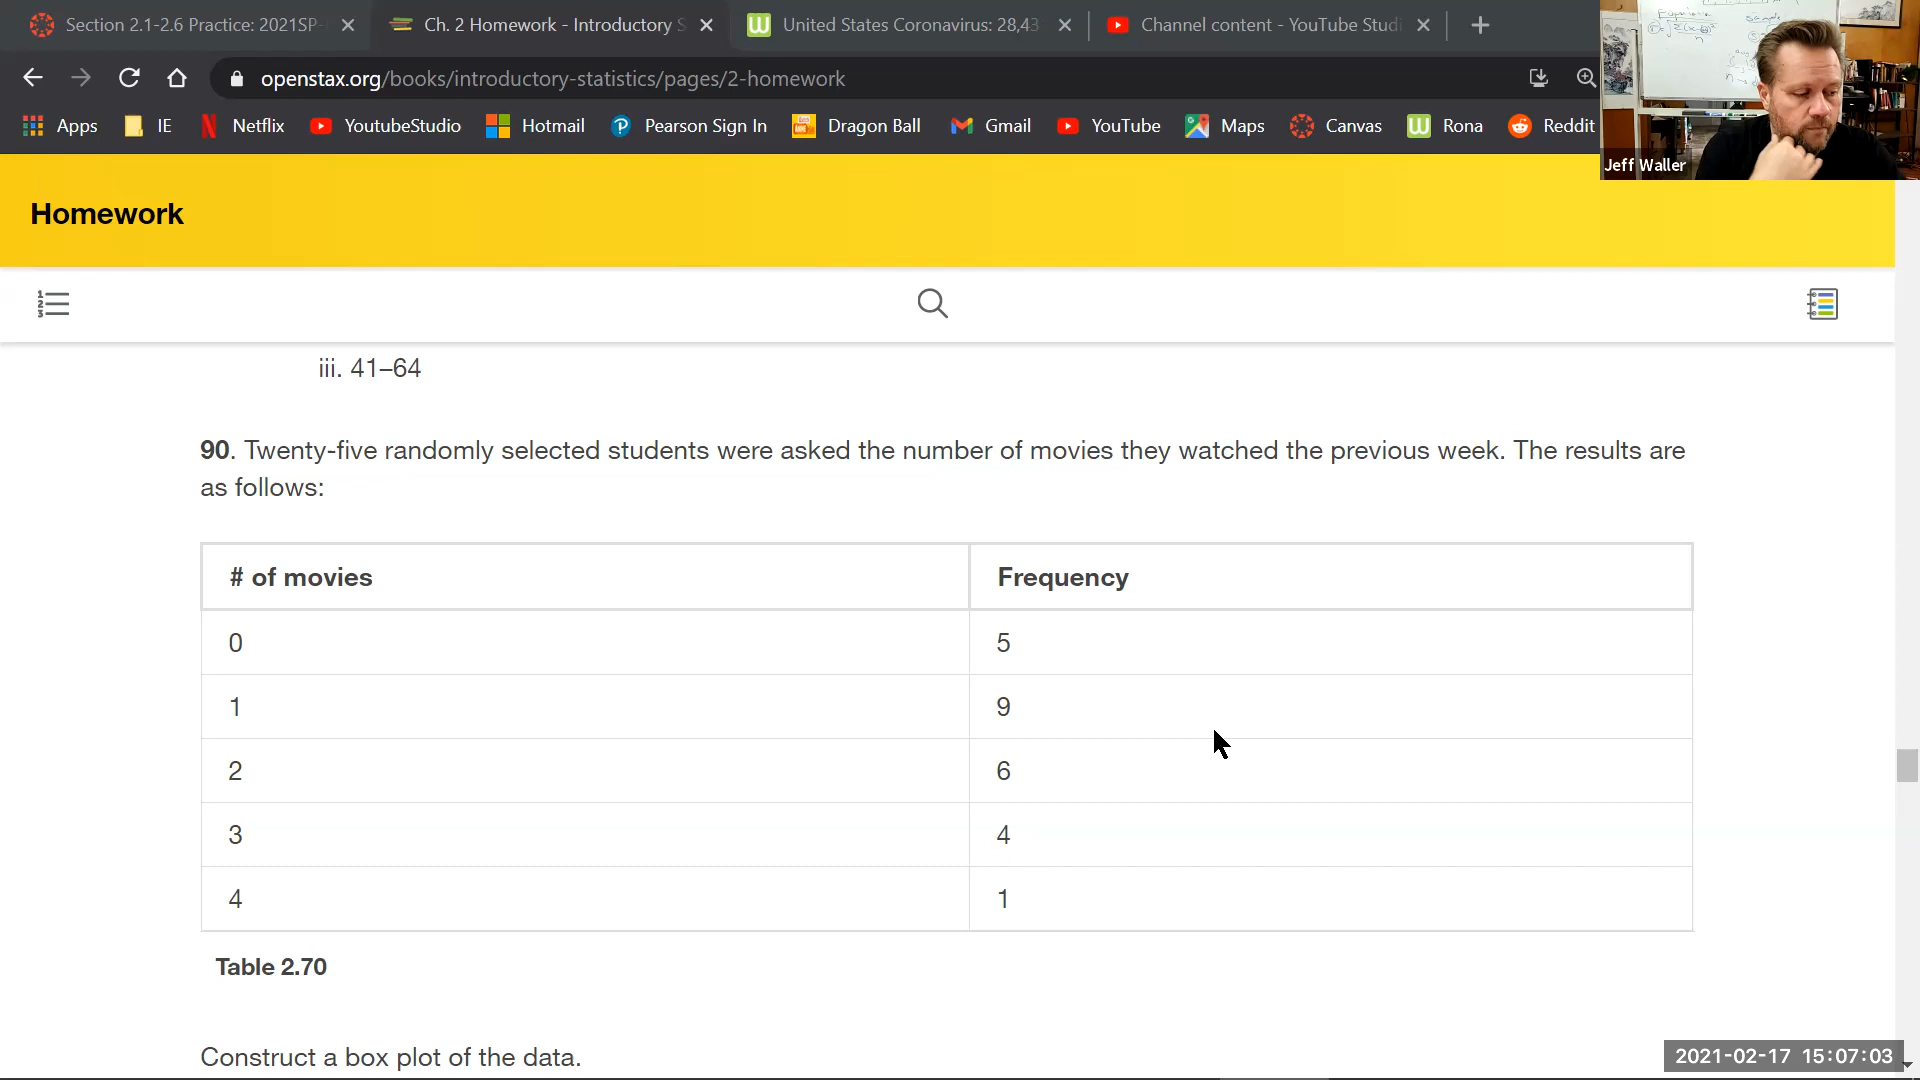 Section 2.1-2.6 Practice: 2021SP-
Ch. 2 Homework - Introductory S
United States Coronavirus: 28,43
Channel content - YouTube Studi
openstax.org/books/introductory-statistics/pages/2-homework
Apps IE Netflix YoutubeStudio Hotmail Pearson Sign In Dragon Ball Gmail YouTube Maps Canvas Rona Reddit
Jeff Waller
Homework
iii. 41–64
90. Twenty-five randomly selected students were asked the number of movies they watched the previous week. The results are
as follows:
# of movies Frequency
0 5
1 9
2 6
3 4
4 1
Table 2.70
Construct a box plot of the data.
2021-02-17 15:07:03